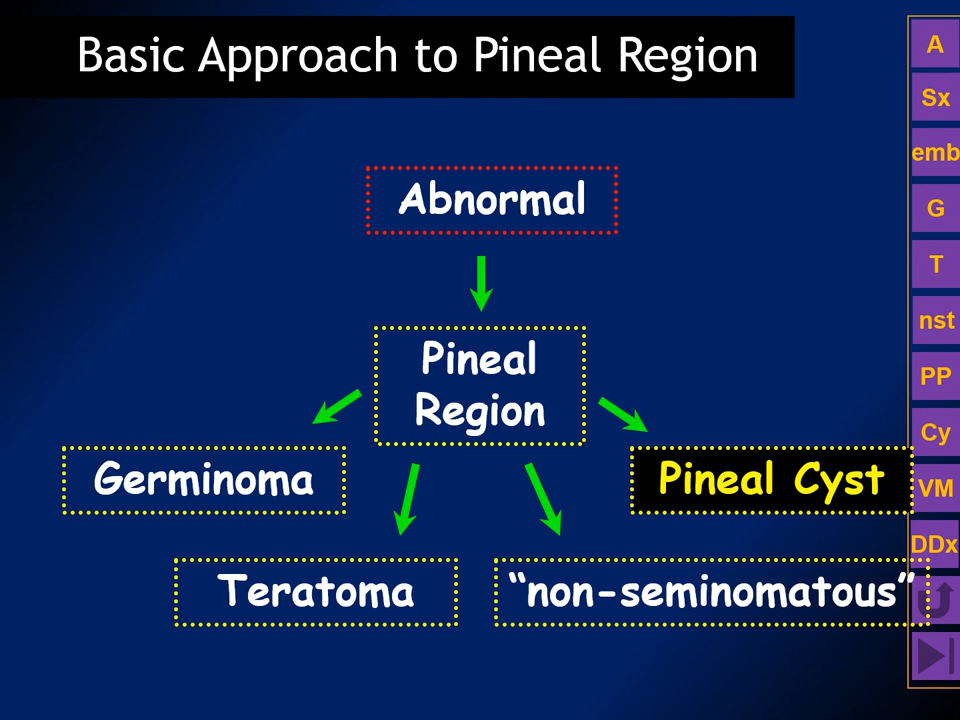 Basic Approach to Pineal Region
Abnormal
Pineal
Region
Germinoma
Pineal Cyst
Teratoma
“non-seminomatous”
A
Sx
emb
G
T
nst
PP
Cy
VM
DDx